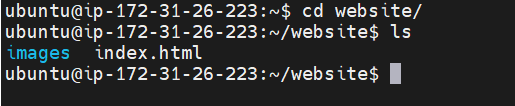 ubuntu@ip-172-31-26-223:~$ cd website/
ubuntu@ip-172-31-26-223:~/website$ ls
images  index.html
ubuntu@ip-172-31-26-223:~/website$